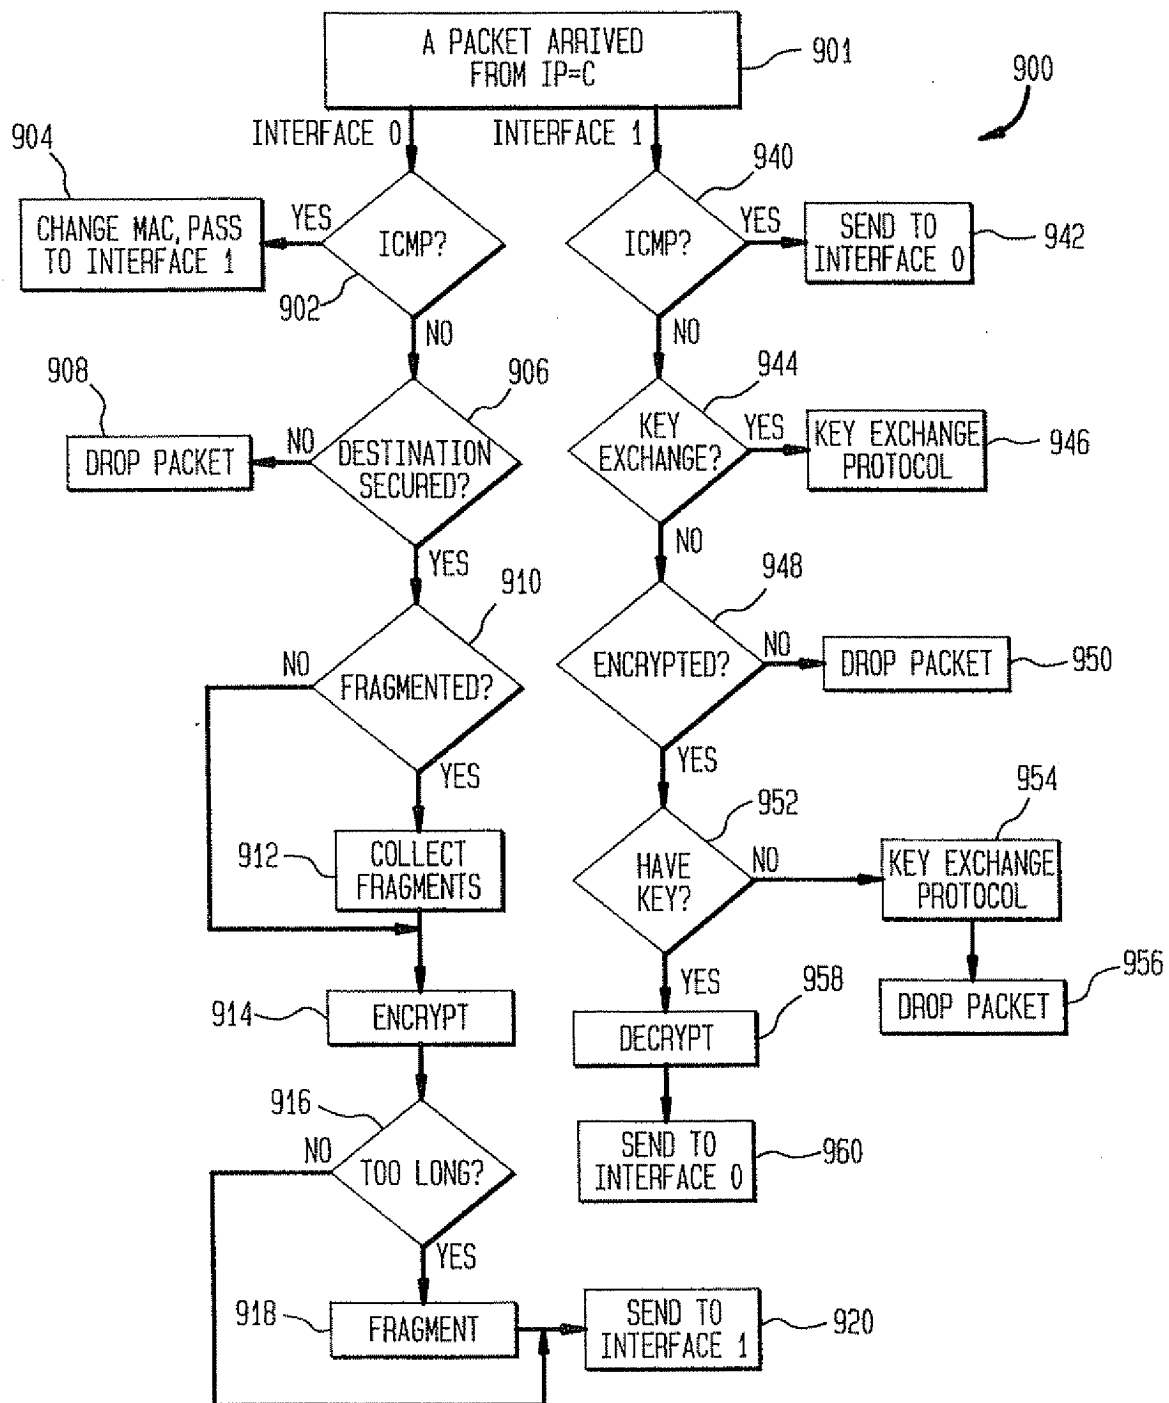 A PACKET ARRIVED
FROM IP=C
901
900
INTERFACE 0
INTERFACE 1
904
940
CHANGE MAC, PASS
TO INTERFACE 1
YES
ICMP?
902
NO
ICMP?
YES
SEND TO
INTERFACE 0
942
NO
908
906
944
DROP PACKET
NO
DESTINATION
SECURED?
YES
KEY
EXCHANGE?
YES
KEY EXCHANGE
PROTOCOL
946
NO
910
948
NO
FRAGMENTED?
YES
ENCRYPTED?
NO
DROP PACKET
950
YES
912
COLLECT
FRAGMENTS
952
954
HAVE
KEY?
NO
KEY EXCHANGE
PROTOCOL
YES
956
DROP PACKET
914
ENCRYPT
958
DECRYPT
916
NO
TOO LONG?
YES
SEND TO
INTERFACE 0
960
918
FRAGMENT
SEND TO
INTERFACE 1
920